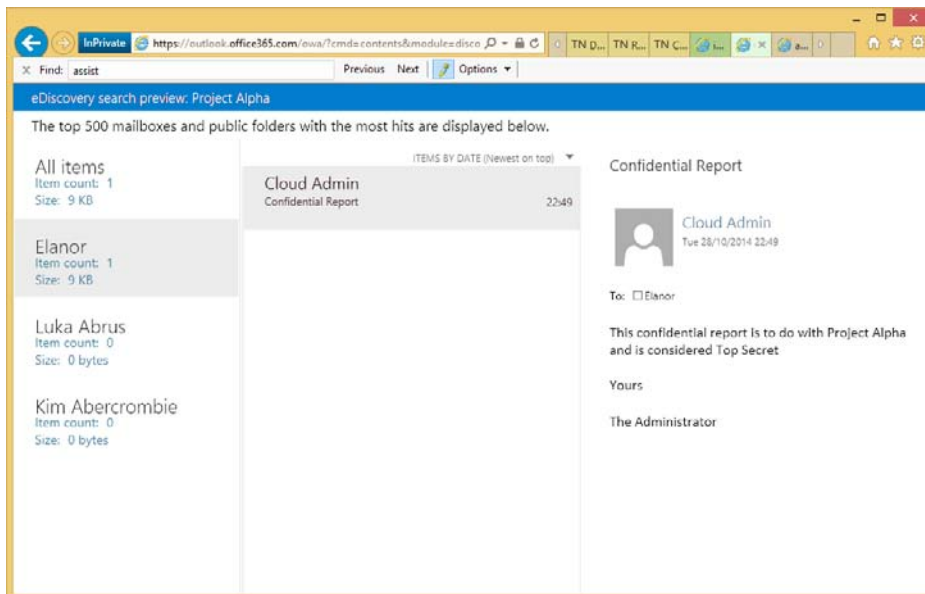 InPrivate https://outlook.office365.com/owa/?cmd=contents&module=disco
TN D... TN R... TN C... a...
X Find: assist Previous Next Options
eDiscovery search preview: Project Alpha
The top 500 mailboxes and public folders with the most hits are displayed below.
All items
Item count: 1
Size: 9 KB
Elanor
Item count: 1
Size: 9 KB
Luka Abrus
Item count: 0
Size: 0 bytes
Kim Abercrombie
Item count: 0
Size: 0 bytes
ITEMS BY DATE (Newest on top)
Cloud Admin
Confidential Report 22:49
Confidential Report
Cloud Admin
Tue 28/10/2014 22:49
To: Elanor
This confidential report is to do with Project Alpha
and is considered Top Secret
Yours
The Administrator